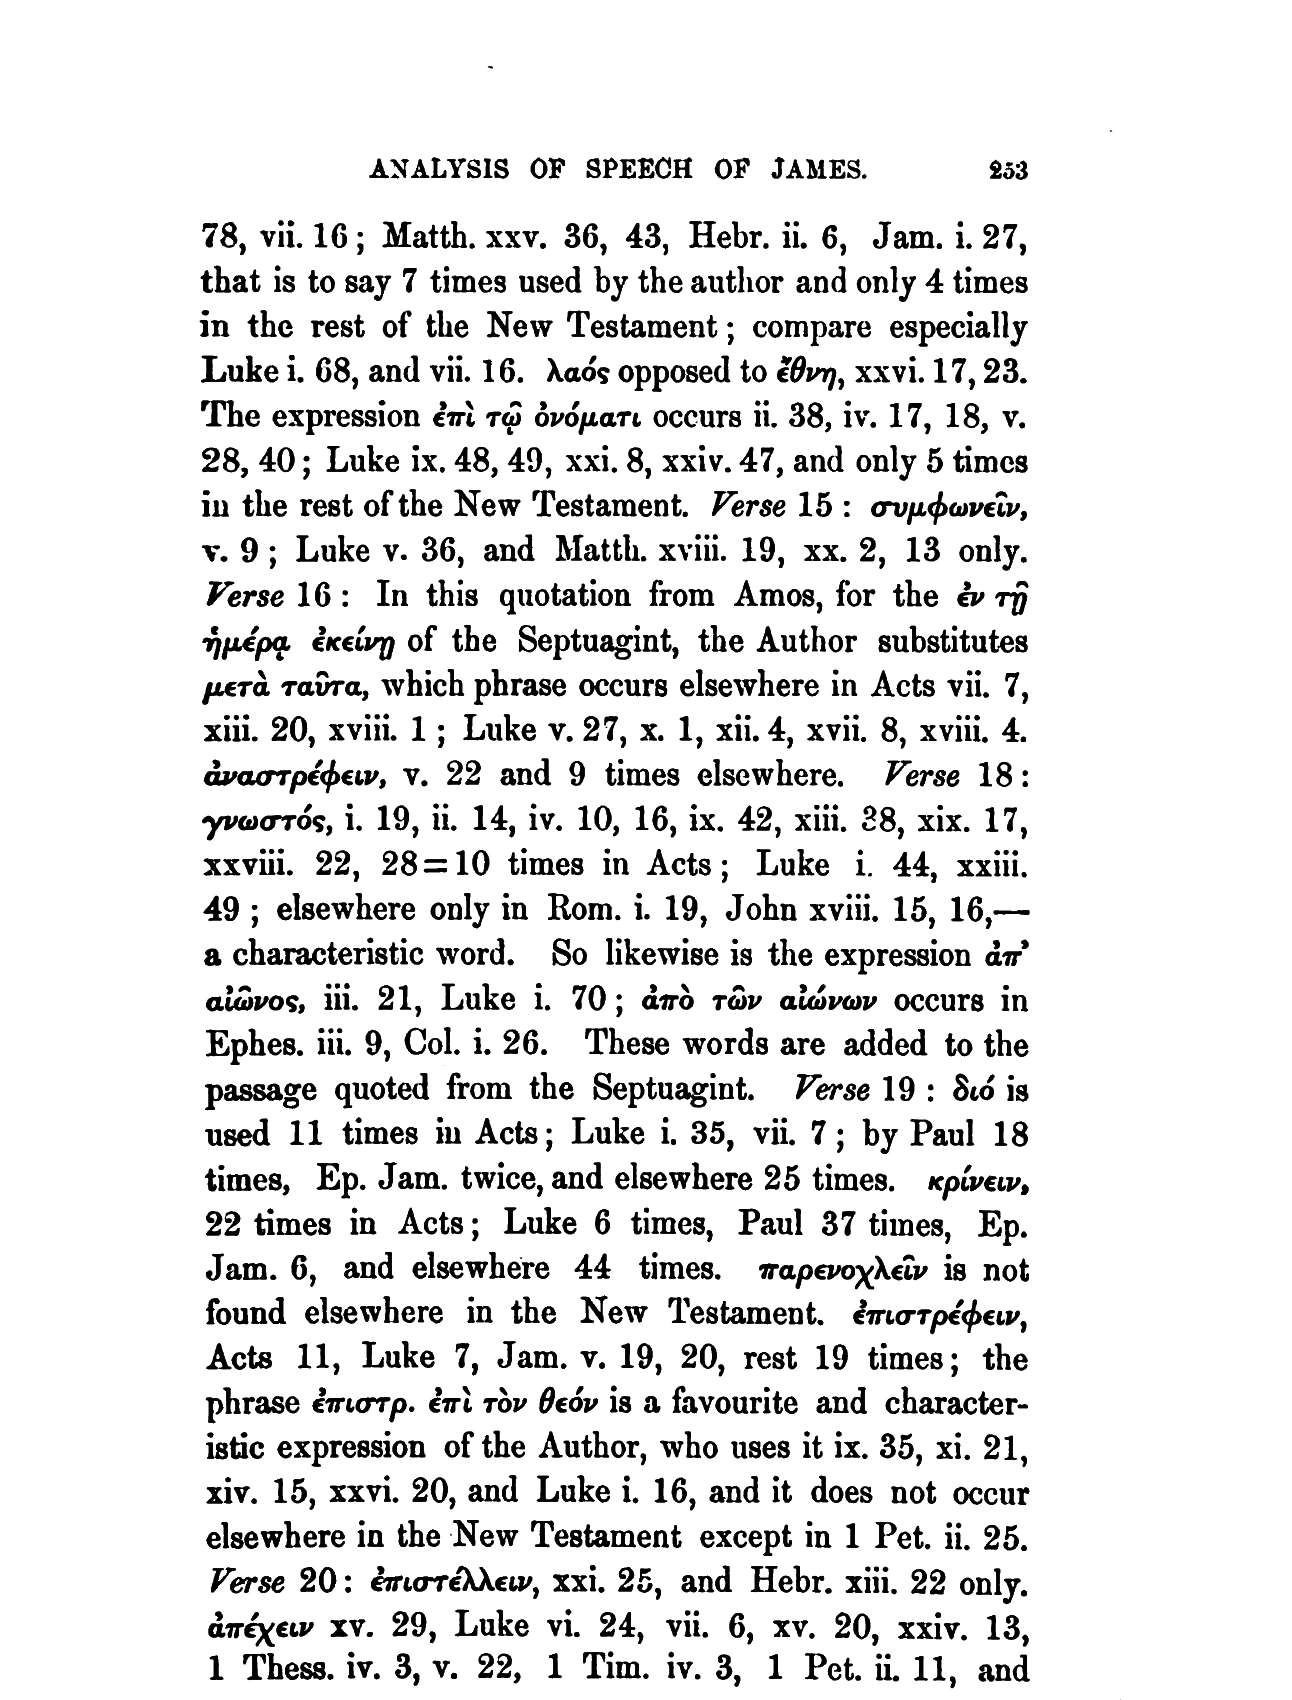 ANALYSIS OF SPEECH OF JAMES. 253
78, vii. 16 ; Matth. xxv. 36, 43, Hebr. ii. 6, Jam. i. 27,
that is to say 7 times used by the author and only 4 times
in the rest of the New Testament ; compare especially
Luke i. 68, and vii. 16. λαός opposed to ἔθνη, xxvi. 17, 23.
The expression ἐπὶ τῷ ὀνόματι occurs ii. 38, iv. 17, 18, v.
28, 40 ; Luke ix. 48, 49, xxi. 8, xxiv. 47, and only 5 times
in the rest of the New Testament. Verse 15 : συμφωνεῖν,
v. 9 ; Luke v. 36, and Matth. xviii. 19, xx. 2, 13 only.
Verse 16 : In this quotation from Amos, for the ἐν τῇ
ἡμέρᾳ ἐκείνῃ of the Septuagint, the Author substitutes
μετὰ ταῦτα, which phrase occurs elsewhere in Acts vii. 7,
xiii. 20, xviii. 1 ; Luke v. 27, x. 1, xii. 4, xvii. 8, xviii. 4.
ἀναστρέφειν, v. 22 and 9 times elsewhere. Verse 18 :
γνωστός, i. 19, ii. 14, iv. 10, 16, ix. 42, xiii. 38, xix. 17,
xxviii. 22, 28=10 times in Acts ; Luke i. 44, xxiii.
49 ; elsewhere only in Rom. i. 19, John xviii. 15, 16,—
a characteristic word. So likewise is the expression ἀπ’
αἰῶνος, iii. 21, Luke i. 70 ; ἀπὸ τῶν αἰώνων occurs in
Ephes. iii. 9, Col. i. 26. These words are added to the
passage quoted from the Septuagint. Verse 19 : διό is
used 11 times in Acts ; Luke i. 35, vii. 7 ; by Paul 18
times, Ep. Jam. twice, and elsewhere 25 times. κρίνειν,
22 times in Acts ; Luke 6 times, Paul 37 times, Ep.
Jam. 6, and elsewhere 44 times. παρενοχλεῖν is not
found elsewhere in the New Testament. ἐπιστρέφειν,
Acts 11, Luke 7, Jam. v. 19, 20, rest 19 times ; the
phrase ἐπιστρ. ἐπὶ τὸν θεόν is a favourite and character-
istic expression of the Author, who uses it ix. 35, xi. 21,
xiv. 15, xxvi. 20, and Luke i. 16, and it does not occur
elsewhere in the New Testament except in 1 Pet. ii. 25.
Verse 20 : ἐπιστέλλειν, xxi. 25, and Hebr. xiii. 22 only.
ἀπέχειν xv. 29, Luke vi. 24, vii. 6, xv. 20, xxiv. 13,
1 Thess. iv. 3, v. 22, 1 Tim. iv. 3, 1 Pet. ii. 11, and